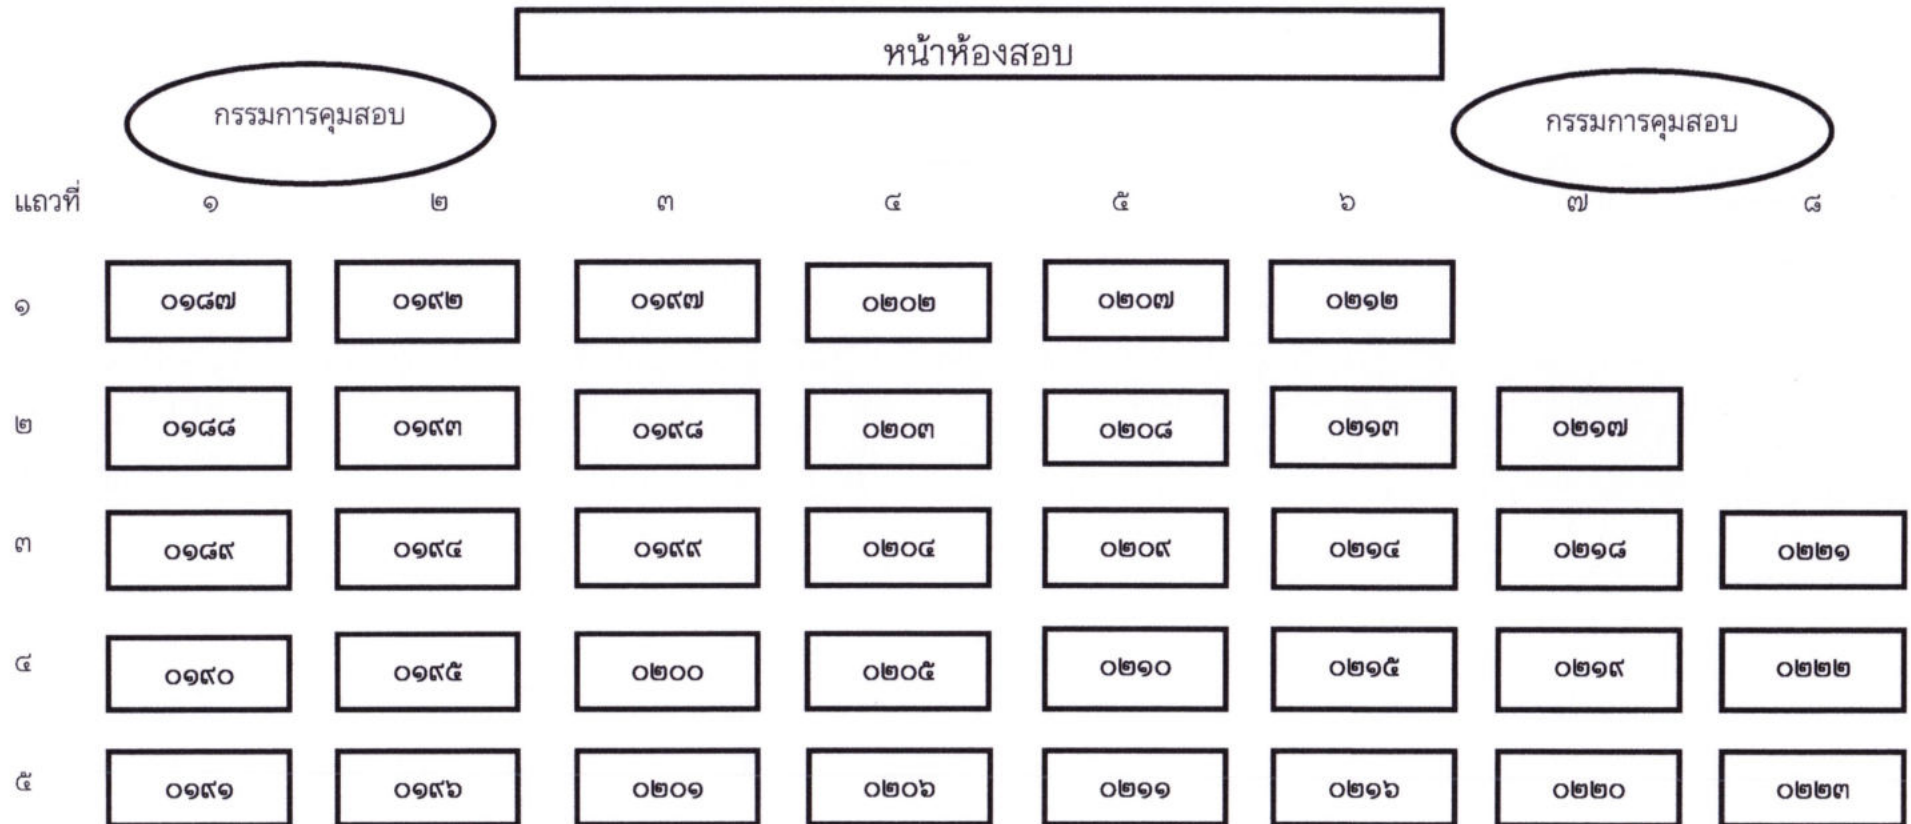 หน้าห้องสอบ
กรรมการคุมสอบ กรรมการคุมสอบ
แถวที่ ๑ ๒ ๓ ๔ ๕ ๖ ๗ ๘
๑ ๐๑๘๗ ๐๑๙๒ ๐๑๙๗ ๐๒๐๒ ๐๒๐๗ ๐๒๑๒
๒ ๐๑๘๘ ๐๑๙๓ ๐๑๙๘ ๐๒๐๓ ๐๒๐๘ ๐๒๑๓ ๐๒๑๗
๓ ๐๑๘๙ ๐๑๙๔ ๐๑๙๙ ๐๒๐๔ ๐๒๐๙ ๐๒๑๔ ๐๒๑๘ ๐๒๒๑
๔ ๐๑๙๐ ๐๑๙๕ ๐๒๐๐ ๐๒๐๕ ๐๒๑๐ ๐๒๑๕ ๐๒๑๙ ๐๒๒๒
๕ ๐๑๙๑ ๐๑๙๖ ๐๒๐๑ ๐๒๐๖ ๐๒๑๑ ๐๒๑๖ ๐๒๒๐ ๐๒๒๓